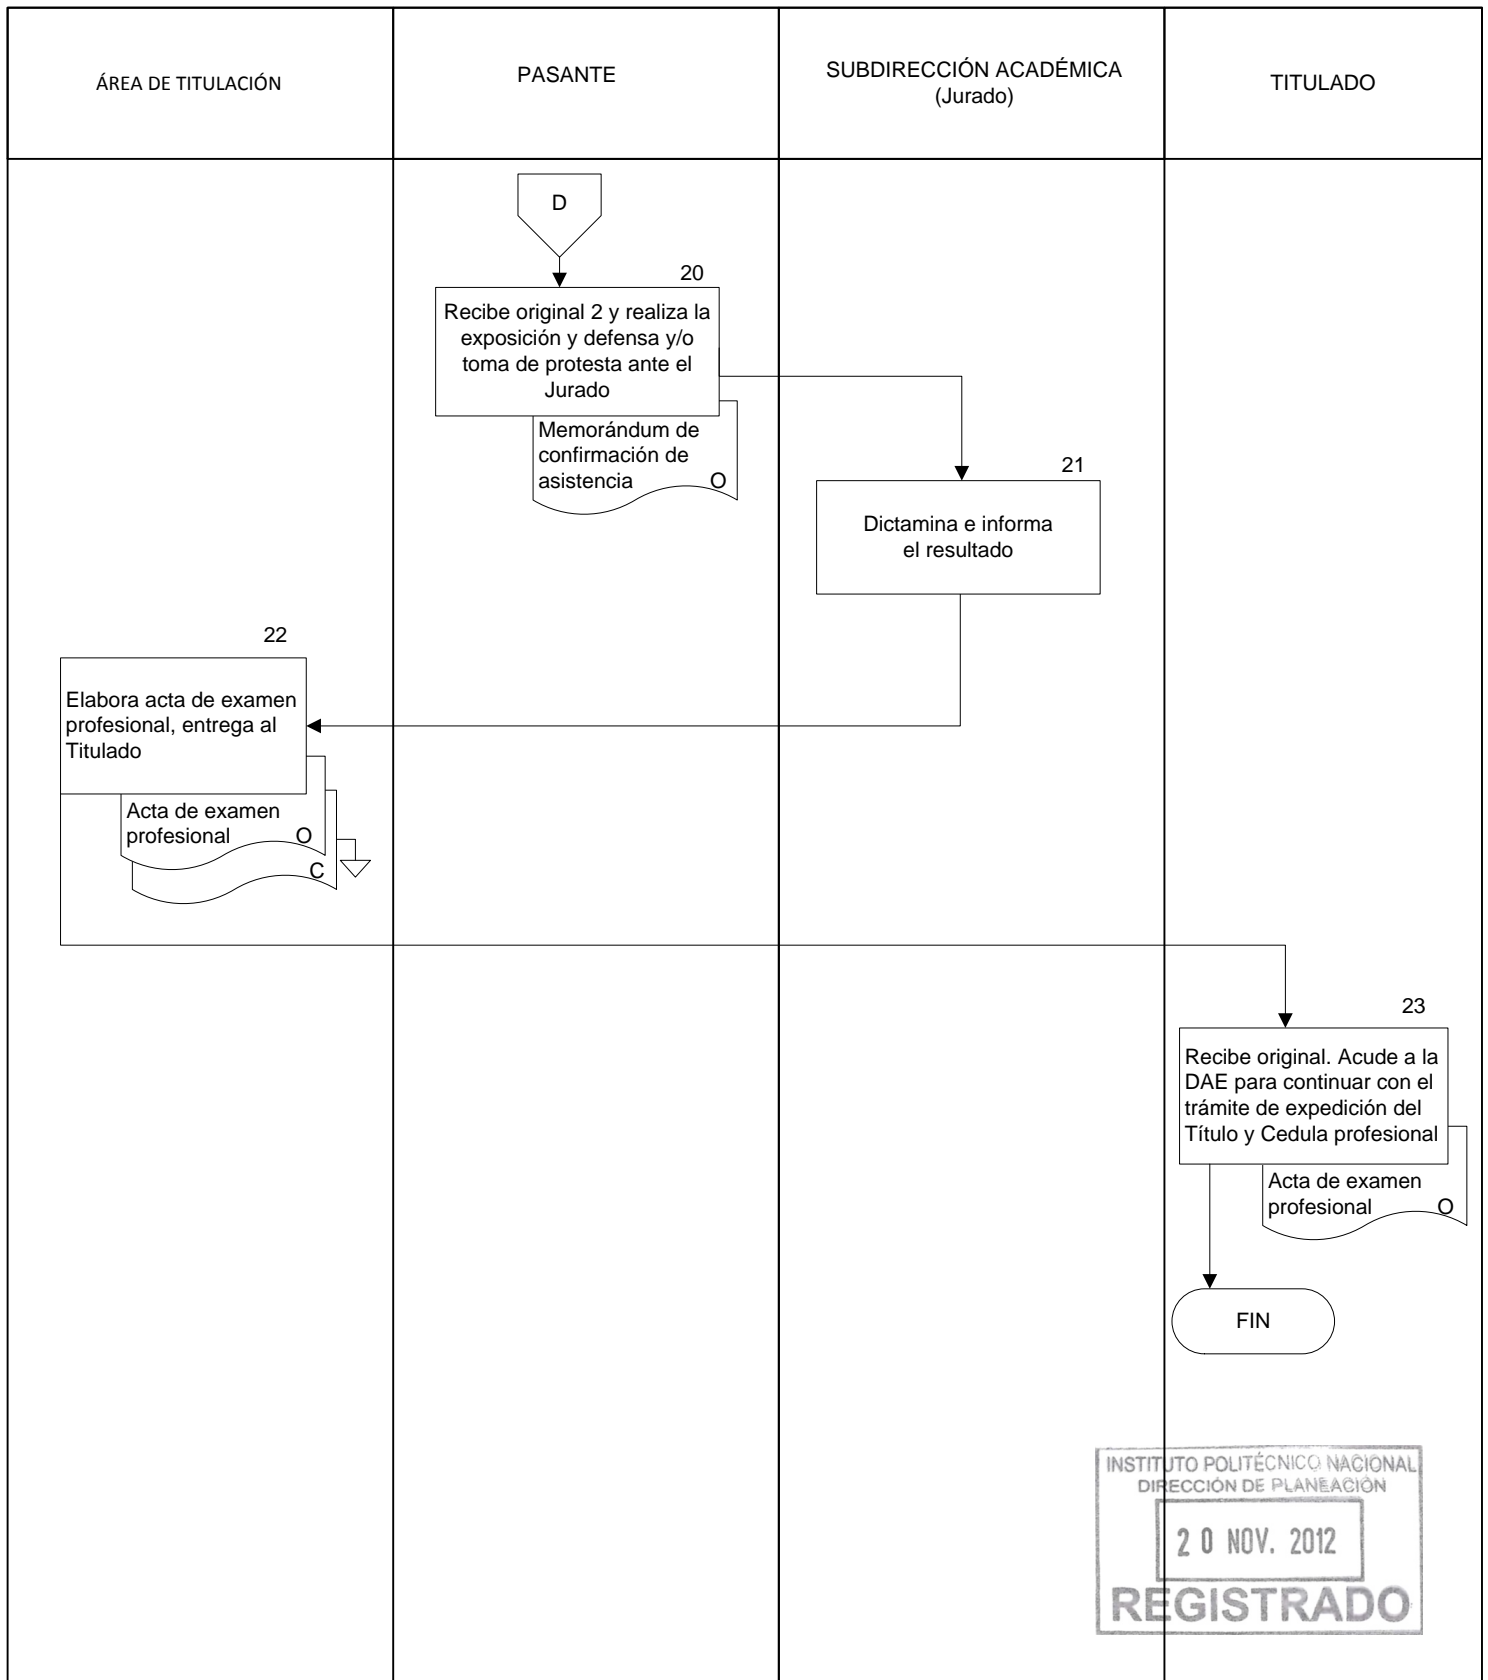 ÁREA DE TITULACIÓN
PASANTE
SUBDIRECCIÓN ACADÉMICA
(Jurado)
TITULADO
D
20
Recibe original 2 y realiza la
exposición y defensa y/o
toma de protesta ante el
Jurado
Memorándum de
confirmación de
asistencia
O
21
Dictamina e informa
el resultado
22
Elabora acta de examen
profesional, entrega al
Titulado
Acta de examen
profesional
O
C
23
Recibe original. Acude a la
DAE para continuar con el
trámite de expedición del
Título y Cedula profesional
Acta de examen
profesional
O
FIN
INSTITUTO POLITÉCNICO NACIONAL
DIRECCIÓN DE PLANEACIÓN
20 NOV. 2012
REGISTRADO